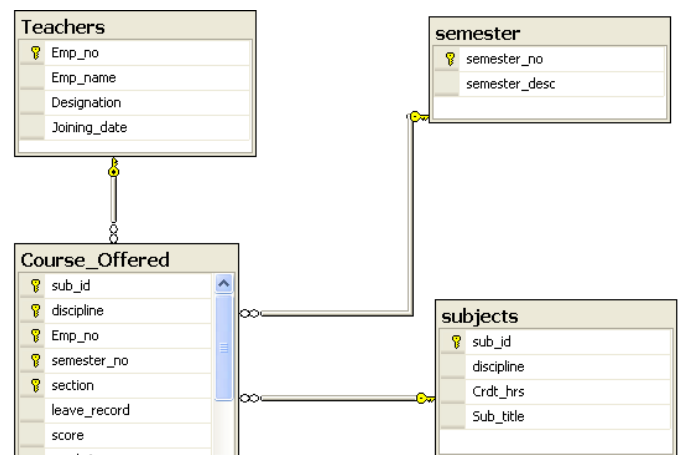 Teachers
Emp_no
Emp_name
Designation
Joining_date
semester
semester_no
semester_desc
Course_Offered
sub_id
discipline
Emp_no
semester_no
section
leave_record
score
subjects
sub_id
discipline
Crdt_hrs
Sub_title